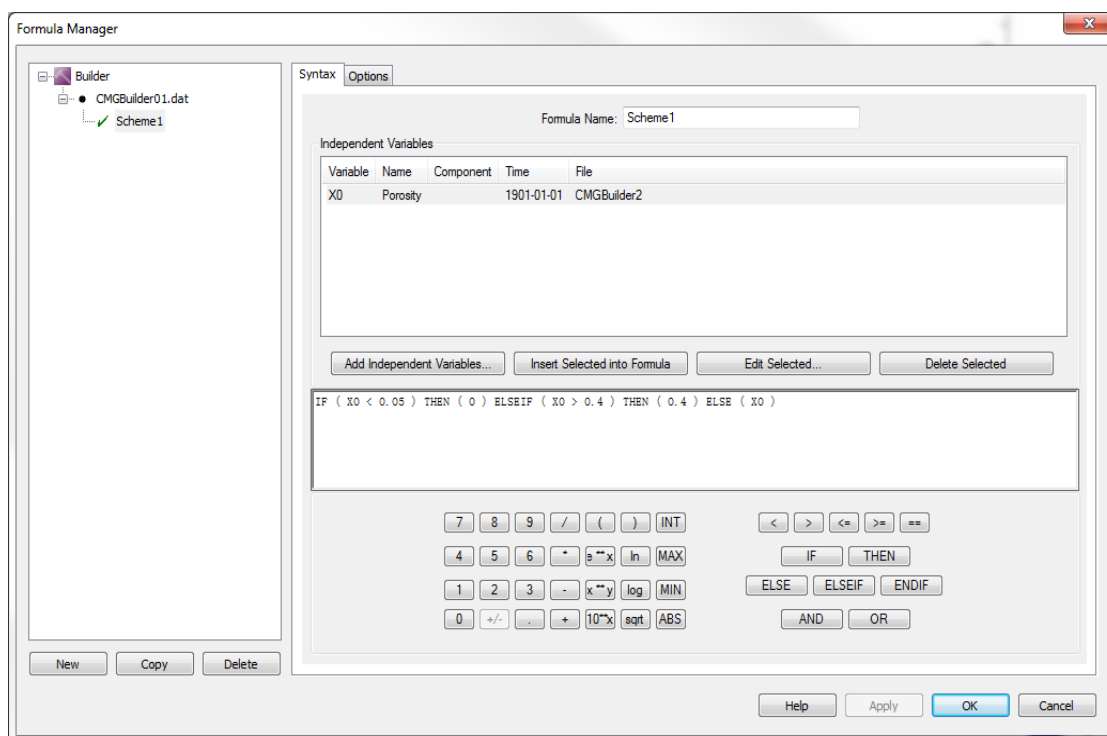 Formula Manager
Builder
CMGBuilder01.dat
Scheme1
Syntax Options
Formula Name: Scheme1
Independent Variables
Variable Name Component Time File
X0 Porosity 1901-01-01 CMGBuilder2
Add Independent Variables... Insert Selected into Formula Edit Selected... Delete Selected
IF ( X0 < 0.05 ) THEN ( 0 ) ELSEIF ( X0 > 0.4 ) THEN ( 0.4 ) ELSE ( X0 )
7 8 9 / ( ) INT < > <= >= ==
4 5 6 * e**x ln MAX IF THEN
1 2 3 - x**y log MIN ELSE ELSEIF ENDIF
0 +/- . + 10**x sqrt ABS AND OR
New Copy Delete
Help Apply OK Cancel